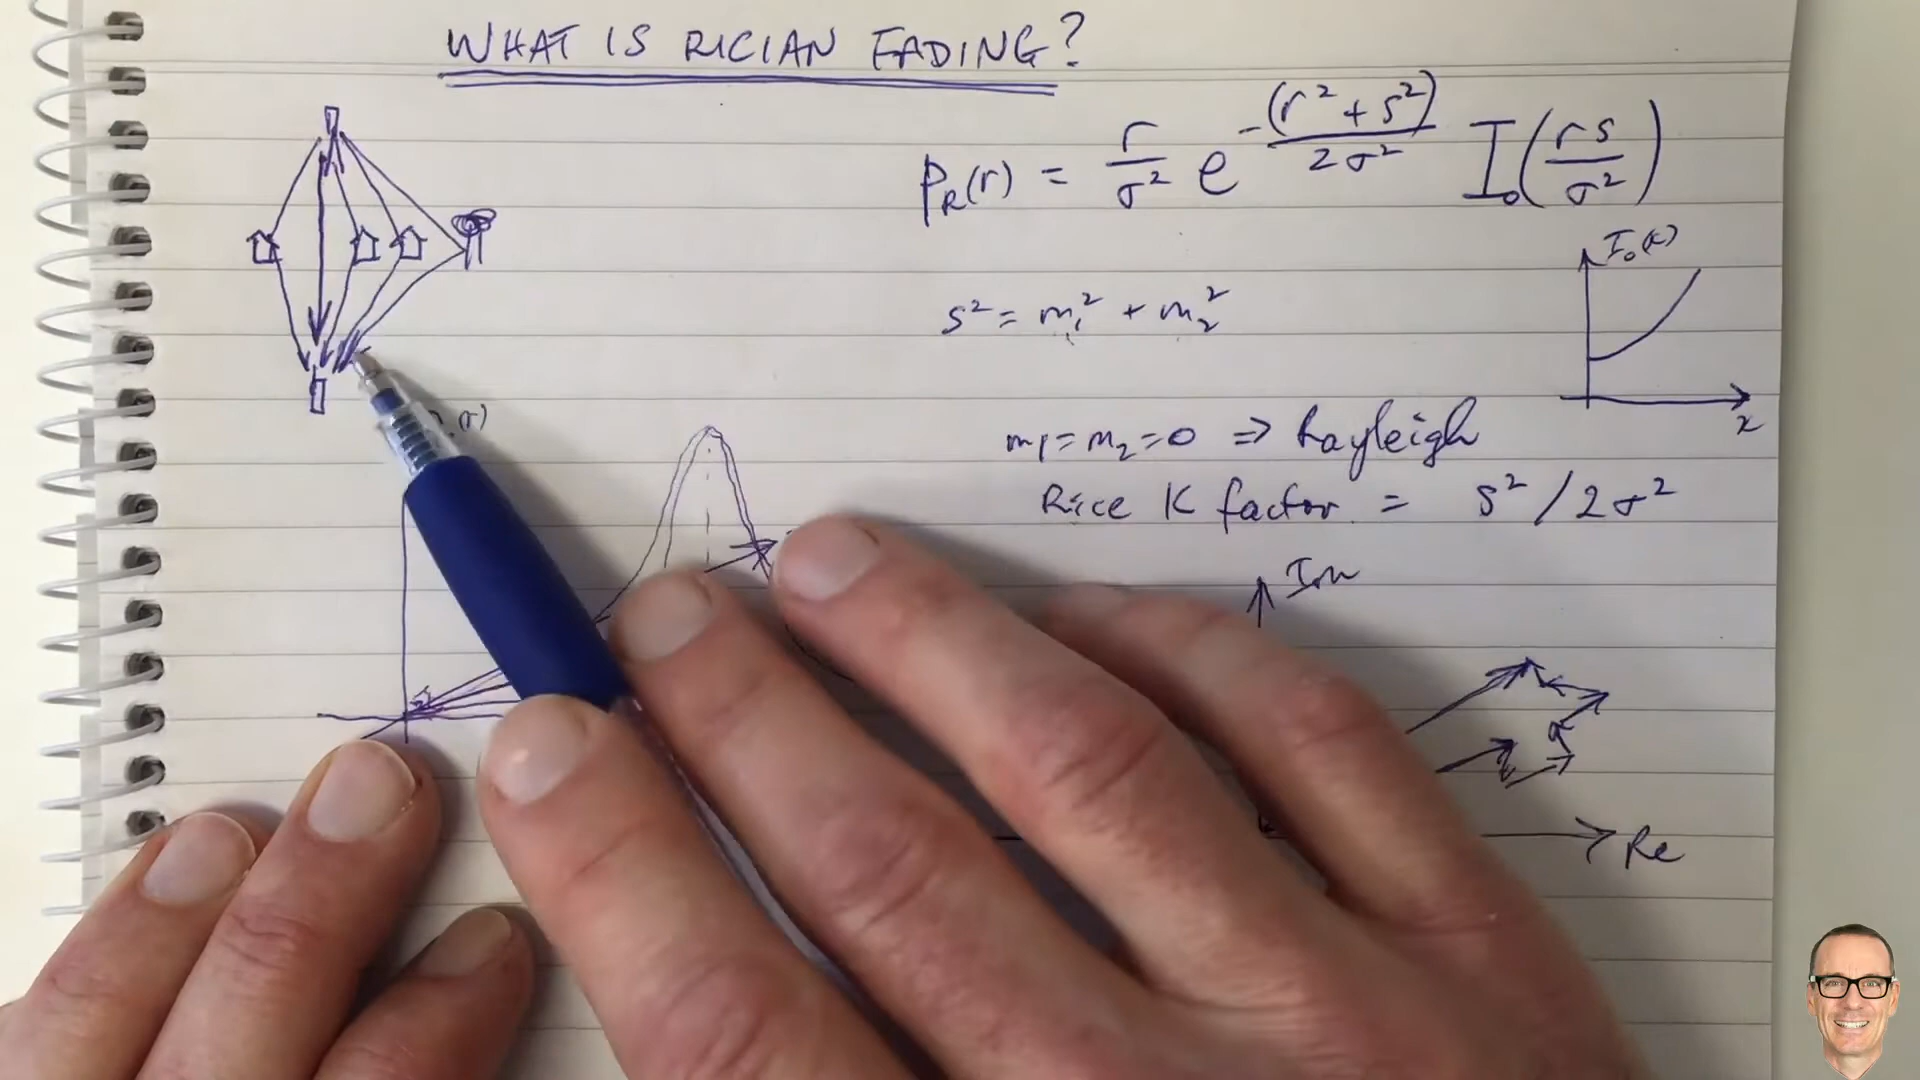 WHAT IS RICIAN FADING?
p_R(r) = r/σ² e^(-(r² + s²)/2σ²) I₀(rs/σ²)
I₀(x)
x
s² = m₁² + m₂²
(r)
m₁ = m₂ = 0 ⇒ Rayleigh
Rice K factor = s² / 2σ²
Im
Re